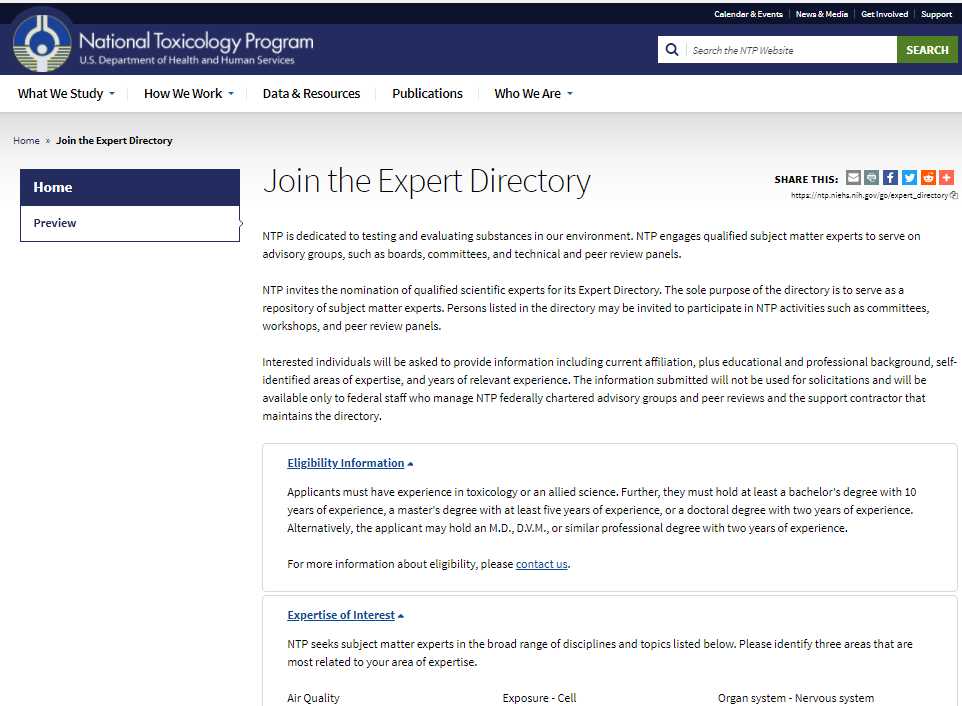 Calendar & Events News & Media Get Involved Support
National Toxicology Program
U.S. Department of Health and Human Services
Search the NTP Website
SEARCH
What We Study How We Work Data & Resources Publications Who We Are
Home » Join the Expert Directory
Home
Preview
Join the Expert Directory
SHARE THIS:
https://ntp.niehs.nih.gov/go/expert_directory
NTP is dedicated to testing and evaluating substances in our environment. NTP engages qualified subject matter experts to serve on
advisory groups, such as boards, committees, and technical and peer review panels.
NTP invites the nomination of qualified scientific experts for its Expert Directory. The sole purpose of the directory is to serve as a
repository of subject matter experts. Persons listed in the directory may be invited to participate in NTP activities such as committees,
workshops, and peer review panels.
Interested individuals will be asked to provide information including current affiliation, plus educational and professional background, self-
identified areas of expertise, and years of relevant experience. The information submitted will not be used for solicitations and will be
available only to federal staff who manage NTP federally chartered advisory groups and peer reviews and the support contractor that
maintains the directory.
Eligibility Information
Applicants must have experience in toxicology or an allied science. Further, they must hold at least a bachelor's degree with 10
years of experience, a master's degree with at least five years of experience, or a doctoral degree with two years of experience.
Alternatively, the applicant may hold an M.D., D.V.M., or similar professional degree with two years of experience.
For more information about eligibility, please contact us.
Expertise of Interest
NTP seeks subject matter experts in the broad range of disciplines and topics listed below. Please identify three areas that are
most related to your area of expertise.
Air Quality Exposure - Cell Organ system - Nervous system